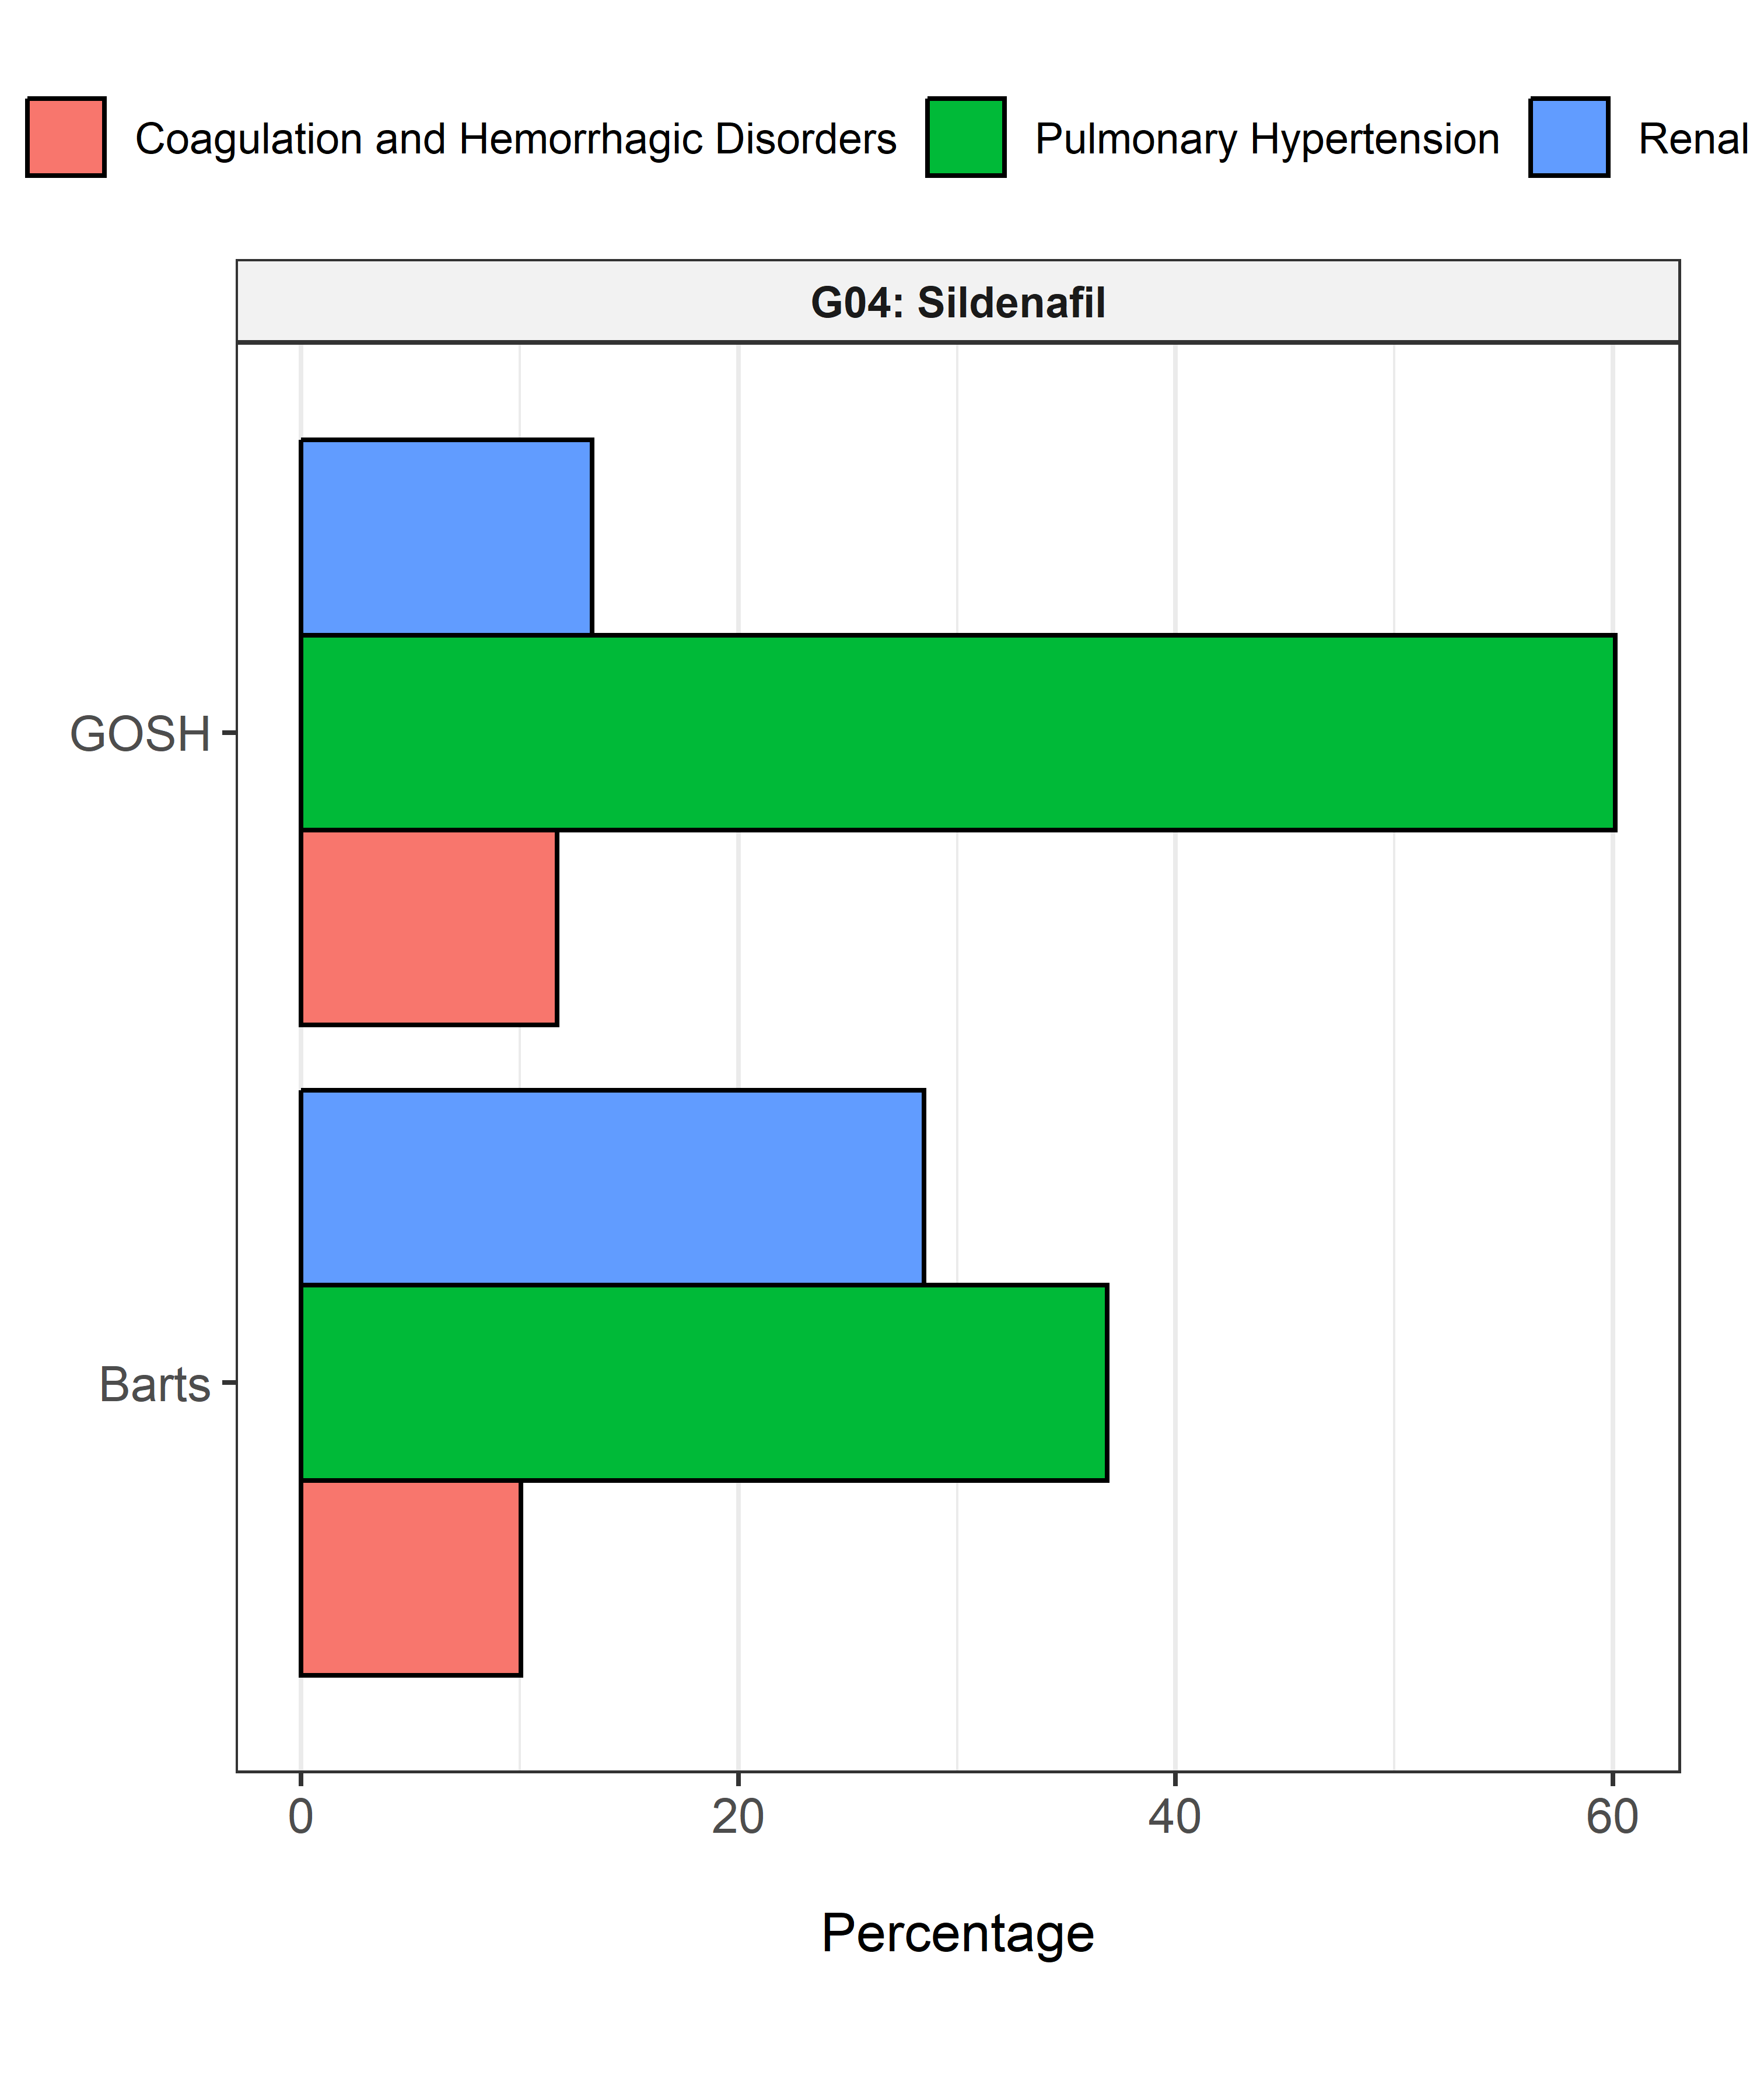 Coagulation and Hemorrhagic Disorders Pulmonary Hypertension Renal
G04: Sildenafil
GOSH
Barts
0 20 40 60
Percentage